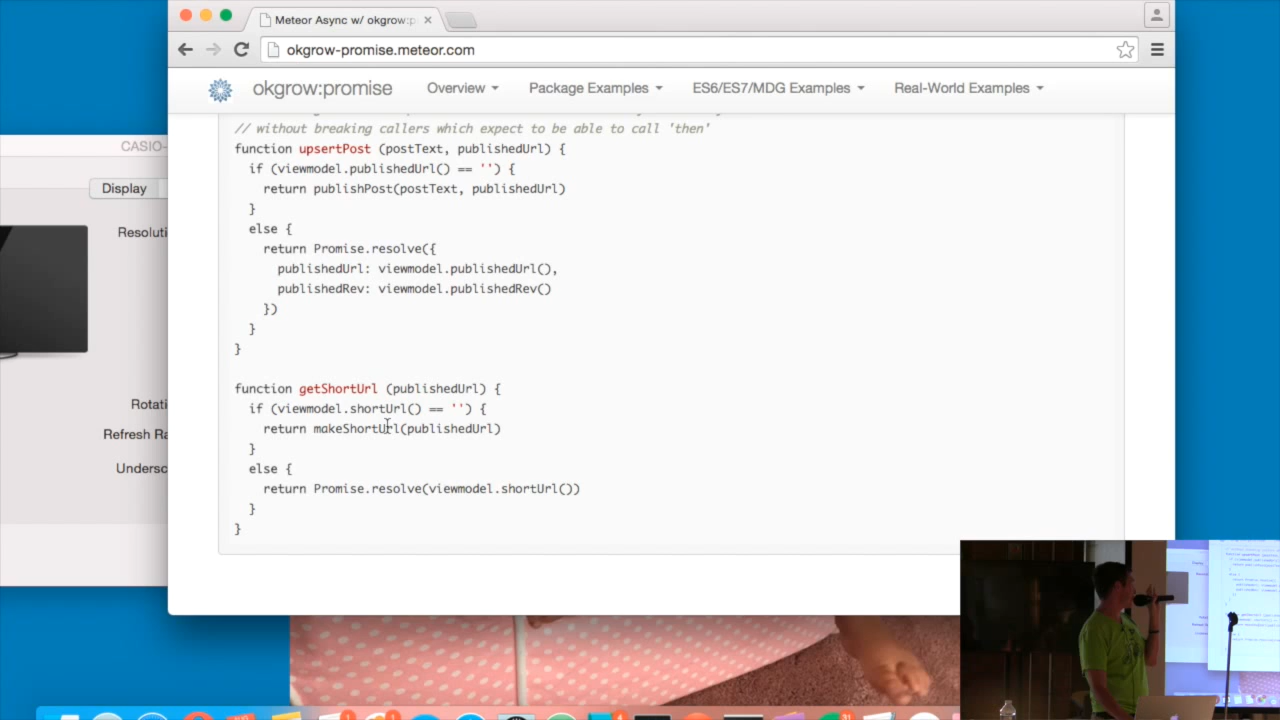 Meteor Async w/ okgrow:p
okgrow-promise.meteor.com
okgrow:promise
Overview
Package Examples
ES6/ES7/MDG Examples
Real-World Examples
// without breaking callers which expect to be able to call 'then'
function upsertPost (postText, publishedUrl) {
if (viewmodel.publishedUrl() == '') {
return publishPost(postText, publishedUrl)
}
else {
return Promise.resolve({
publishedUrl: viewmodel.publishedUrl(),
publishedRev: viewmodel.publishedRev()
})
}
}
function getShortUrl (publishedUrl) {
if (viewmodel.shortUrl() == '') {
return makeShortUrl(publishedUrl)
}
else {
return Promise.resolve(viewmodel.shortUrl())
}
}
CASIO-
Display
Resoluti
Rotati
Refresh Ra
Undersc